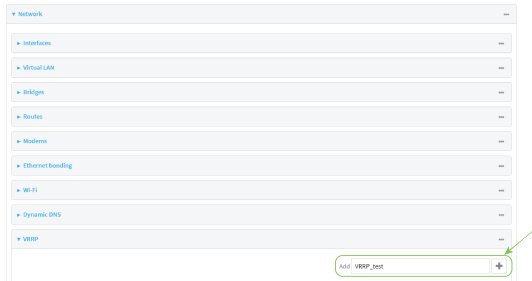 Network
Interfaces
Virtual LAN
Bridges
Routes
Modems
Ethernet bonding
Wi-Fi
Dynamic DNS
VRRP
Add VRRP_test